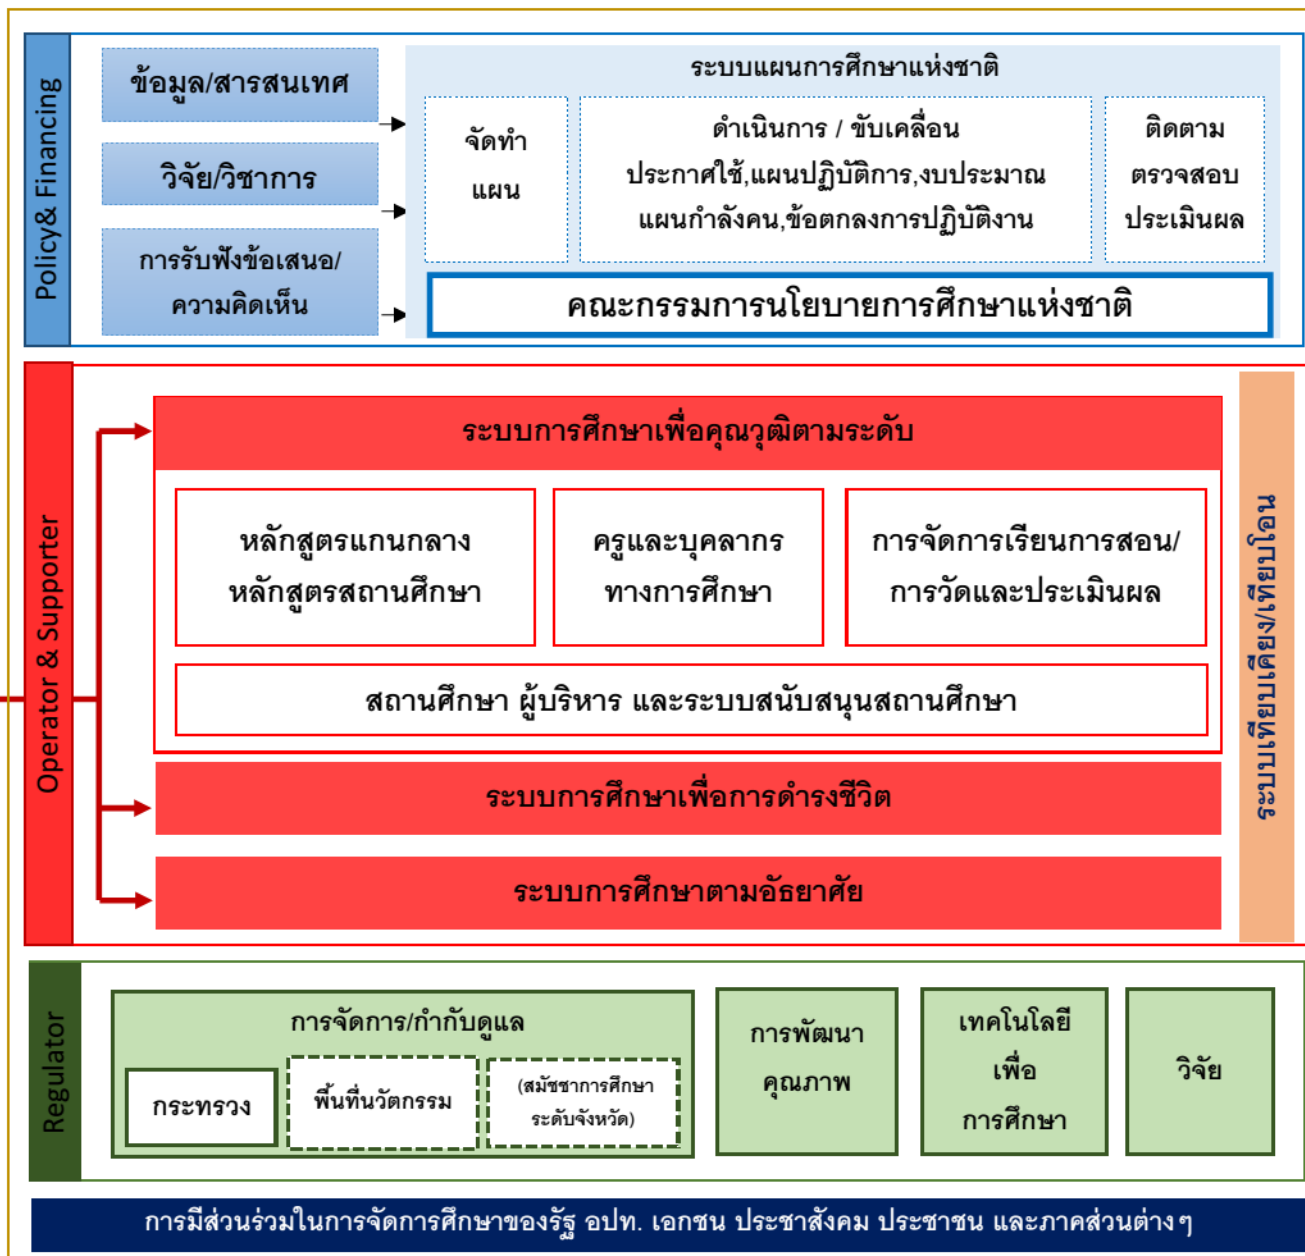 Policy& Financing
ข้อมูล/สารสนเทศ
วิจัย/วิชาการ
การรับฟังข้อเสนอ/
ความคิดเห็น
ระบบแผนการศึกษาแห่งชาติ
จัดทำ
แผน
ดำเนินการ / ขับเคลื่อน
ประกาศใช้,แผนปฏิบัติการ,งบประมาณ
แผนกำลังคน,ข้อตกลงการปฏิบัติงาน
ติดตาม
ตรวจสอบ
ประเมินผล
คณะกรรมการนโยบายการศึกษาแห่งชาติ
Operator & Supporter
ระบบการศึกษาเพื่อคุณวุฒิตามระดับ
หลักสูตรแกนกลาง
หลักสูตรสถานศึกษา
ครูและบุคลากร
ทางการศึกษา
การจัดการเรียนการสอน/
การวัดและประเมินผล
สถานศึกษา ผู้บริหาร และระบบสนับสนุนสถานศึกษา
ระบบการศึกษาเพื่อการดำรงชีวิต
ระบบการศึกษาตามอัธยาศัย
ระบบเทียบเคียง/เทียบโอน
Regulator
การจัดการ/กำกับดูแล
กระทรวง
พื้นที่นวัตกรรม
(สมัชชาการศึกษา
ระดับจังหวัด)
การพัฒนา
คุณภาพ
เทคโนโลยี
เพื่อ
การศึกษา
วิจัย
การมีส่วนร่วมในการจัดการศึกษาของรัฐ อปท. เอกชน ประชาสังคม ประชาชน และภาคส่วนต่างๆ